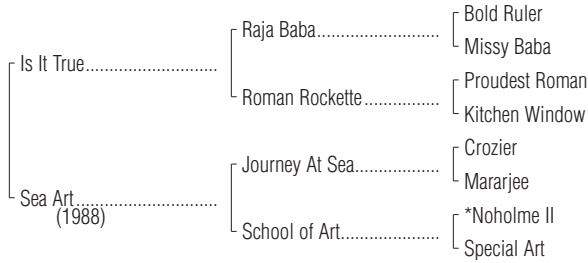 Bold Ruler
Raja Baba
Missy Baba
Is It True
Proudest Roman
Roman Rockette
Kitchen Window
Crozier
Journey At Sea
Mararjee
Sea Art
(1988)
*Noholme II
School of Art
Special Art